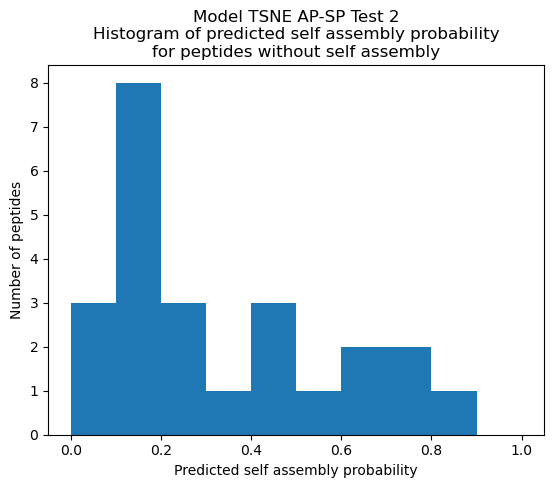 Model TSNE AP-SP Test 2
Histogram of predicted self assembly probability
for peptides without self assembly
8
7
6
5
4
3
2
1
0
Number of peptides
0.0 0.2 0.4 0.6 0.8 1.0
Predicted self assembly probability